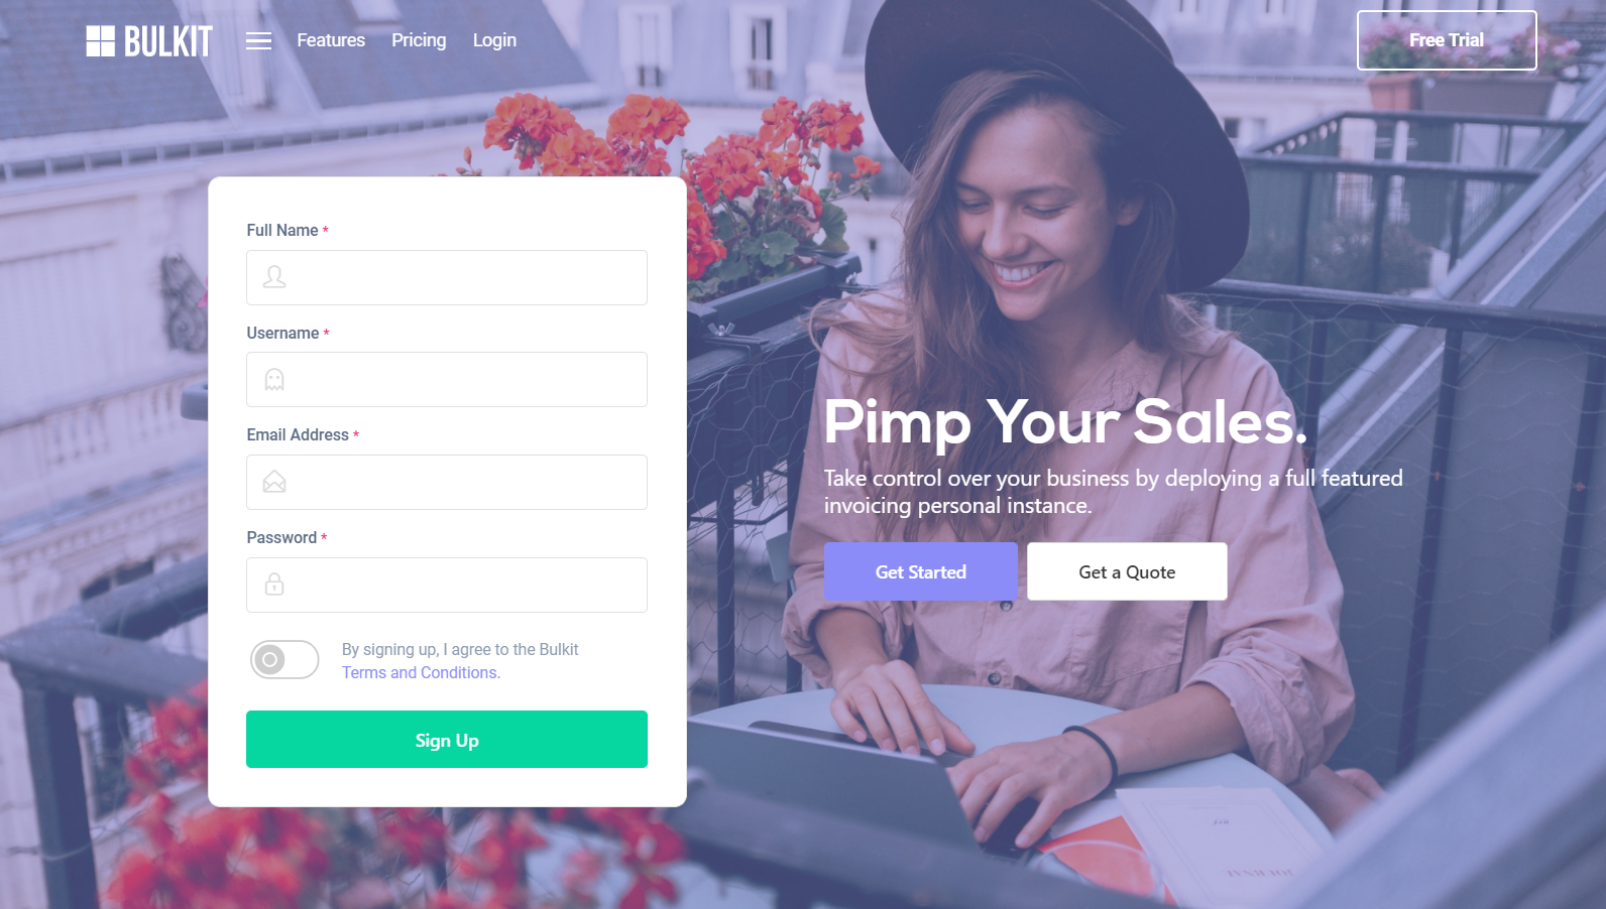 BULKIT
Features
Pricing
Login
Free Trial
Full Name *
Username *
Email Address *
Password *
By signing up, I agree to the Bulkit
Terms and Conditions.
Sign Up
Pimp Your Sales.
Take control over your business by deploying a full featured
invoicing personal instance.
Get Started
Get a Quote
JOURNAL